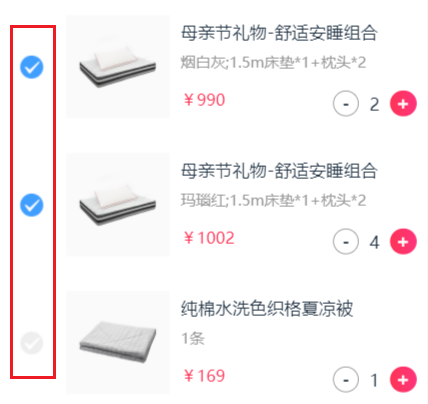 母亲节礼物-舒适安睡组合
烟白灰;1.5m床垫*1+枕头*2
￥990
- 2 +
母亲节礼物-舒适安睡组合
玛瑙红;1.5m床垫*1+枕头*2
￥1002
- 4 +
纯棉水洗色织格夏凉被
1条
￥169
- 1 +